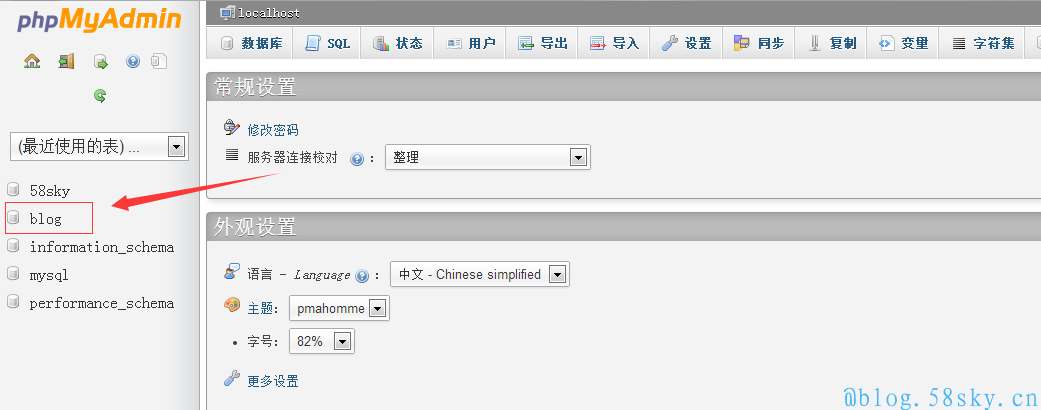 phpMyAdmin
(最近使用的表) ...
58sky
blog
information_schema
mysql
performance_schema
localhost
数据库 SQL 状态 用户 导出 导入 设置 同步 复制 变量 字符集
常规设置
修改密码
服务器连接校对 : 整理
外观设置
语言 - Language : 中文 - Chinese simplified
主题: pmahomme
• 字号: 82%
更多设置
@blog.58sky.cn